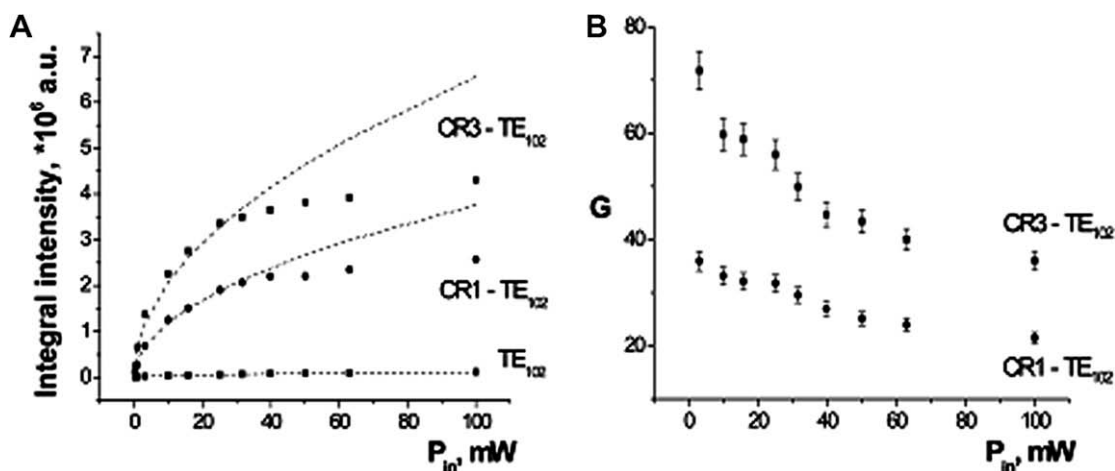 A
Integral intensity, *10⁶ a.u.
7
6
5
4
3
2
1
0
CR3 - TE₁₀₂
CR1 - TE₁₀₂
TE₁₀₂
0 20 40 60 80 100
Pᵢₙ, mW
B
G
80
60
40
20
CR3 - TE₁₀₂
CR1 - TE₁₀₂
0 20 40 60 80 100
Pᵢₙ, mW